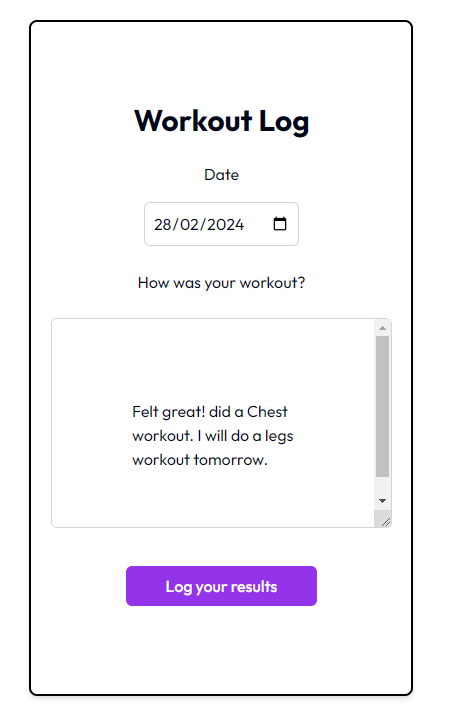 Workout Log
Date
28/02/2024
How was your workout?
Felt great! did a Chest
workout. I will do a legs
workout tomorrow.
Log your results